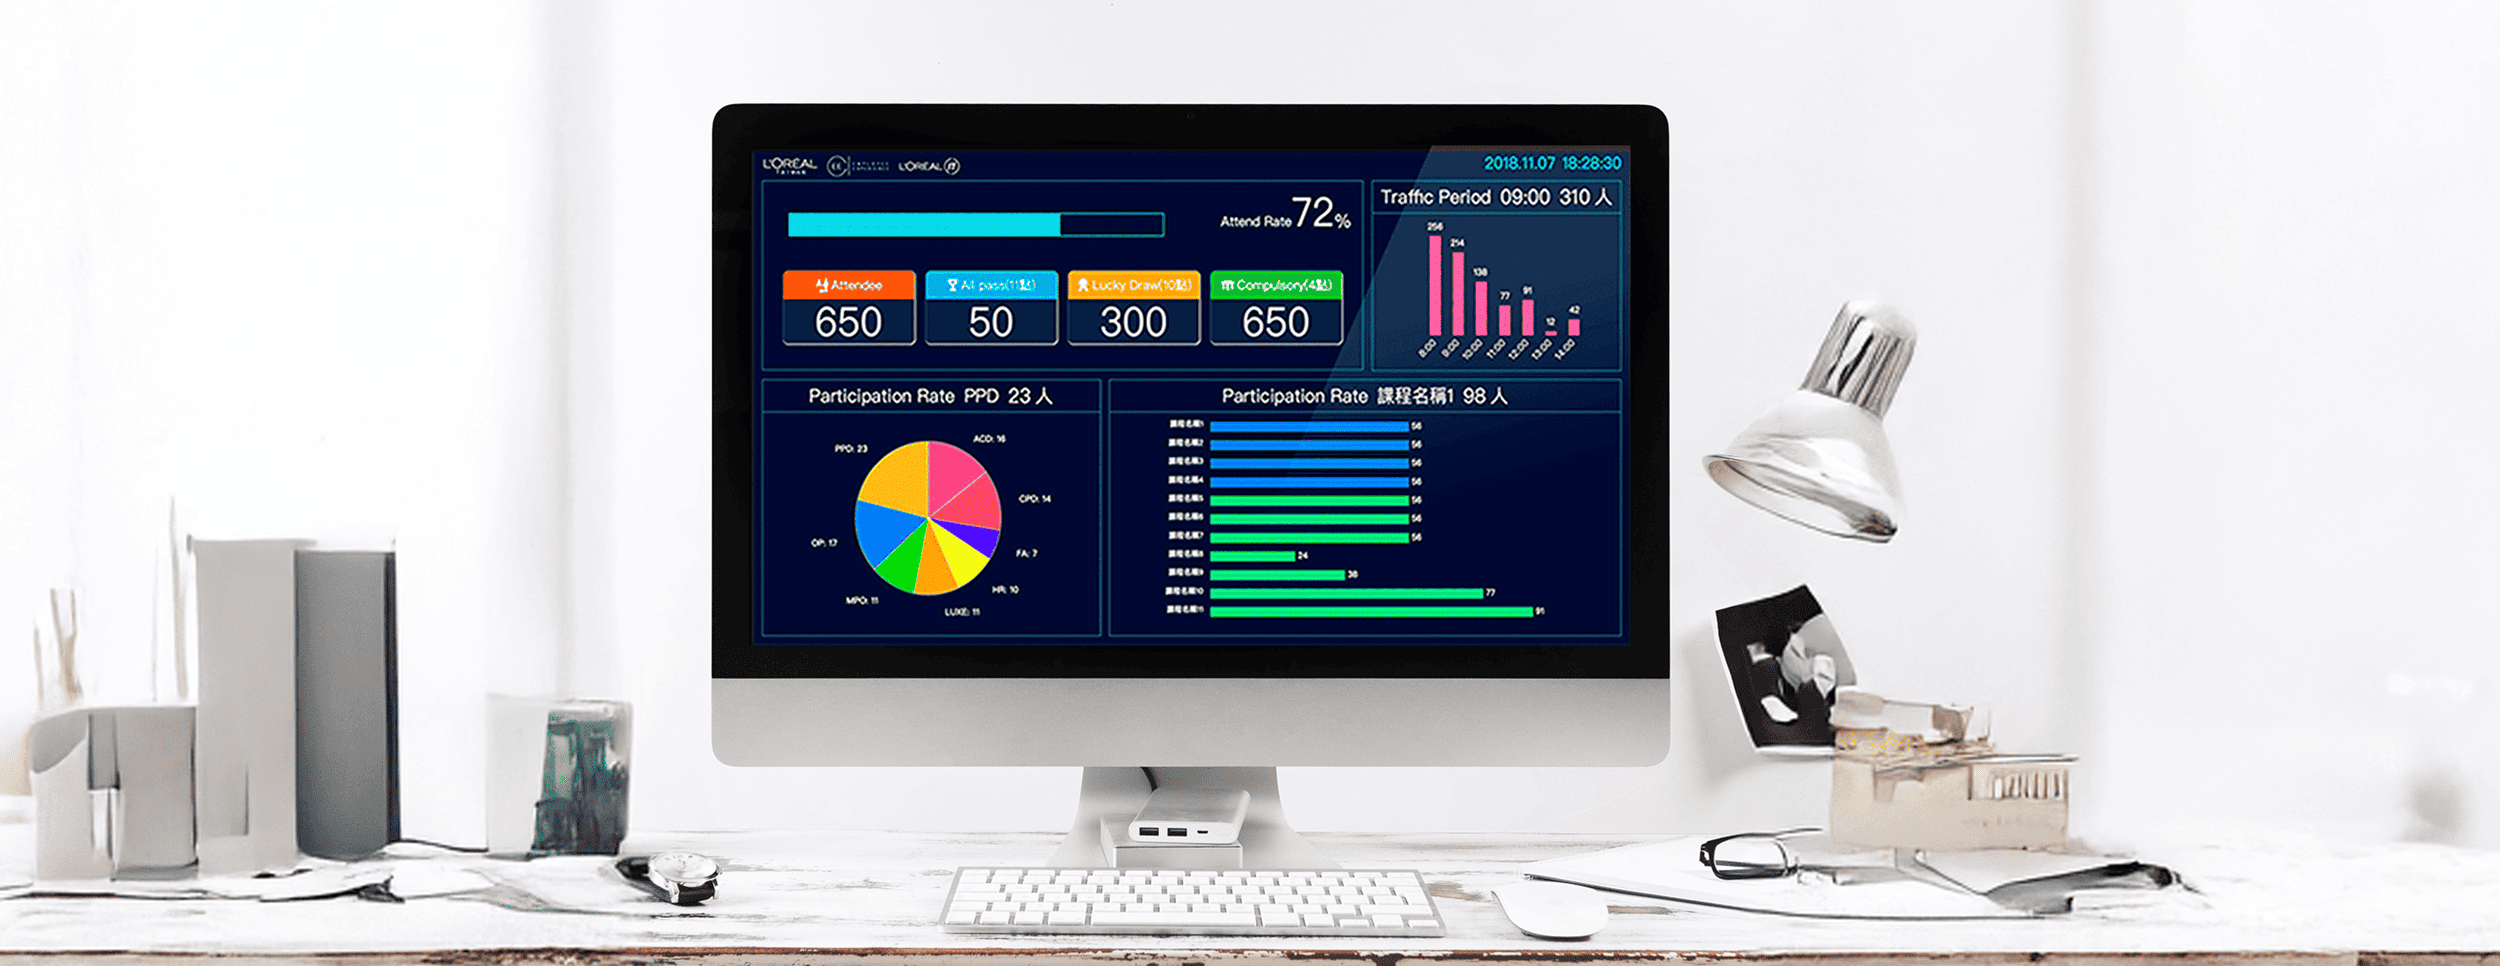 L'ORÉAL
TAIWAN
EMPLOYEE
EXPERIENCE
L'ORÉAL IT
2018.11.07 18:28:30
Attend Rate 72%
Attendee
650
All pass(11點)
50
Lucky Draw(10點)
300
Compulsory(4點)
650
Traffic Period 09:00 310 人
256
214
138
77
91
12
42
8:00
9:00
10:00
11:00
12:00
13:00
14:00
Participation Rate PPD 23 人
PPD: 23
ACD: 16
CPD: 14
FA: 7
HR: 10
LUXE: 11
MPO: 11
OP: 17
Participation Rate 課程名稱1 98 人
課程名稱1 56
課程名稱2 56
課程名稱3 56
課程名稱4 56
課程名稱5 56
課程名稱6 56
課程名稱7 56
課程名稱8 24
課程名稱9 38
課程名稱10 77
課程名稱11 91